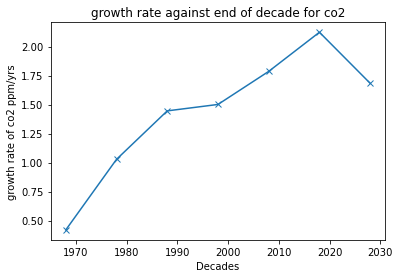 growth rate against end of decade for co2
growth rate of co2 ppm/yrs
2.00
1.75
1.50
1.25
1.00
0.75
0.50
1970 1980 1990 2000 2010 2020 2030
Decades